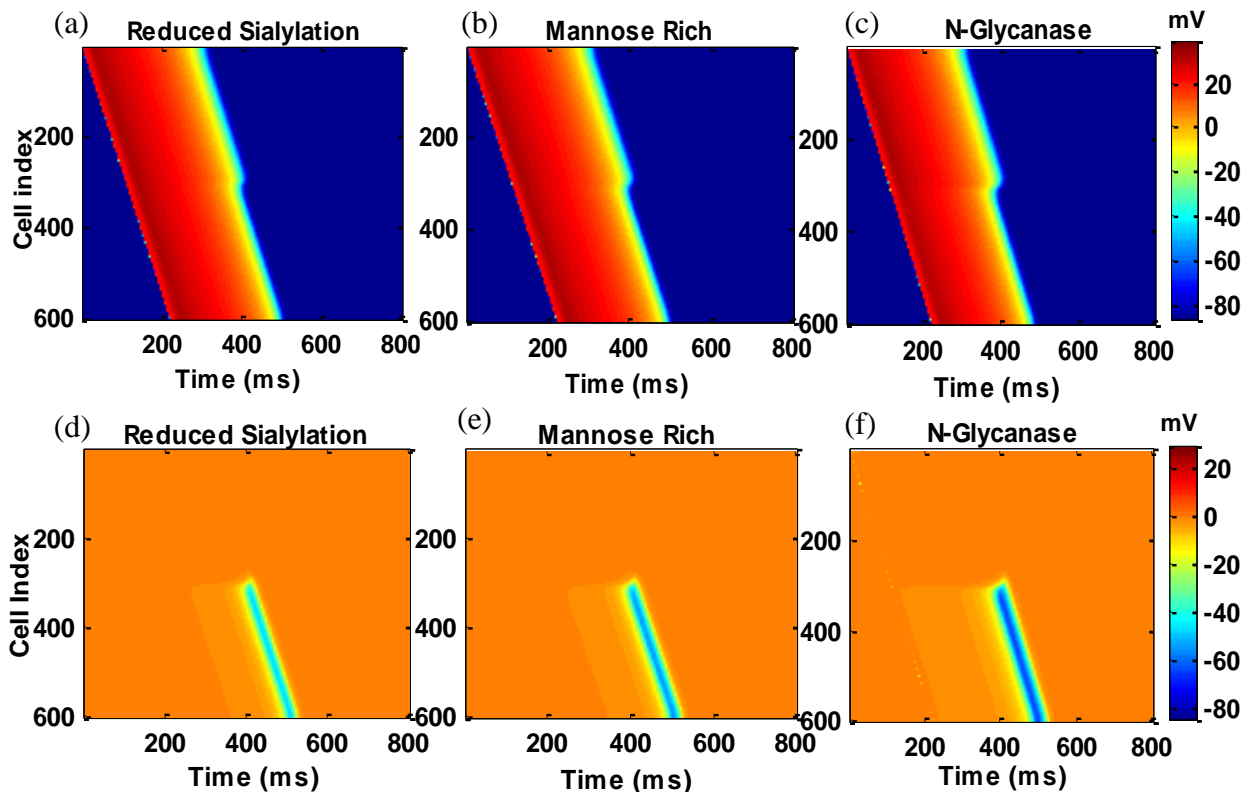 (a) Reduced Sialylation
(b) Mannose Rich
(c) N-Glycanase
mV
Cell index
200
400
600
200 400 600 800
Time (ms)
200
400
600
200 400 600 800
Time (ms)
200
400
600
200 400 600 800
Time (ms)
20
0
-20
-40
-60
-80
(d) Reduced Sialylation
(e) Mannose Rich
(f) N-Glycanase
mV
Cell Index
200
400
600
200 400 600 800
Time (ms)
200
400
600
200 400 600 800
Time (ms)
200
400
600
200 400 600 800
Time (ms)
20
0
-20
-40
-60
-80